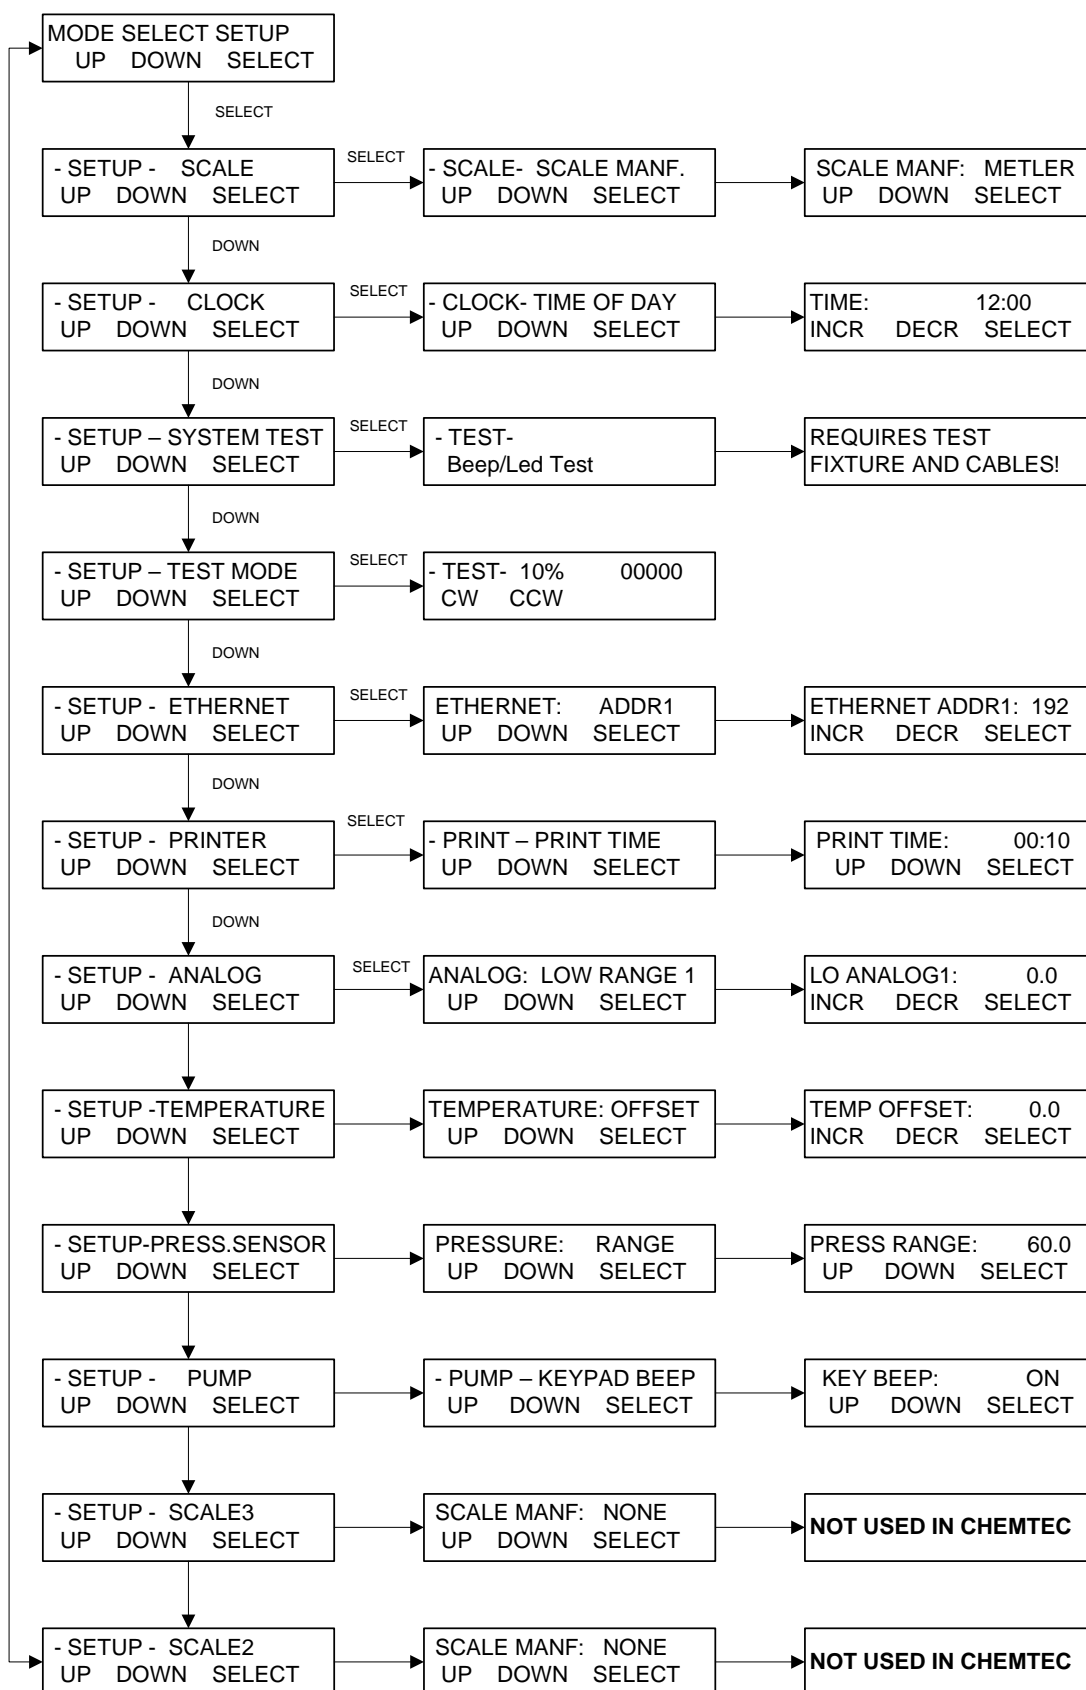 MODE SELECT SETUP
UP DOWN SELECT
SELECT
- SETUP - SCALE
UP DOWN SELECT
SELECT
- SCALE- SCALE MANF.
UP DOWN SELECT
SCALE MANF: METLER
UP DOWN SELECT
DOWN
- SETUP - CLOCK
UP DOWN SELECT
SELECT
- CLOCK- TIME OF DAY
UP DOWN SELECT
TIME: 12:00
INCR DECR SELECT
DOWN
- SETUP – SYSTEM TEST
UP DOWN SELECT
SELECT
- TEST-
Beep/Led Test
REQUIRES TEST
FIXTURE AND CABLES!
DOWN
- SETUP – TEST MODE
UP DOWN SELECT
SELECT
- TEST- 10% 00000
CW CCW
DOWN
- SETUP - ETHERNET
UP DOWN SELECT
SELECT
ETHERNET: ADDR1
UP DOWN SELECT
ETHERNET ADDR1: 192
INCR DECR SELECT
DOWN
- SETUP - PRINTER
UP DOWN SELECT
SELECT
- PRINT – PRINT TIME
UP DOWN SELECT
PRINT TIME: 00:10
UP DOWN SELECT
DOWN
- SETUP - ANALOG
UP DOWN SELECT
SELECT
ANALOG: LOW RANGE 1
UP DOWN SELECT
LO ANALOG1: 0.0
INCR DECR SELECT
- SETUP -TEMPERATURE
UP DOWN SELECT
TEMPERATURE: OFFSET
UP DOWN SELECT
TEMP OFFSET: 0.0
INCR DECR SELECT
- SETUP-PRESS.SENSOR
UP DOWN SELECT
PRESSURE: RANGE
UP DOWN SELECT
PRESS RANGE: 60.0
UP DOWN SELECT
- SETUP - PUMP
UP DOWN SELECT
- PUMP – KEYPAD BEEP
UP DOWN SELECT
KEY BEEP: ON
UP DOWN SELECT
- SETUP - SCALE3
UP DOWN SELECT
SCALE MANF: NONE
UP DOWN SELECT
NOT USED IN CHEMTEC
- SETUP - SCALE2
UP DOWN SELECT
SCALE MANF: NONE
UP DOWN SELECT
NOT USED IN CHEMTEC